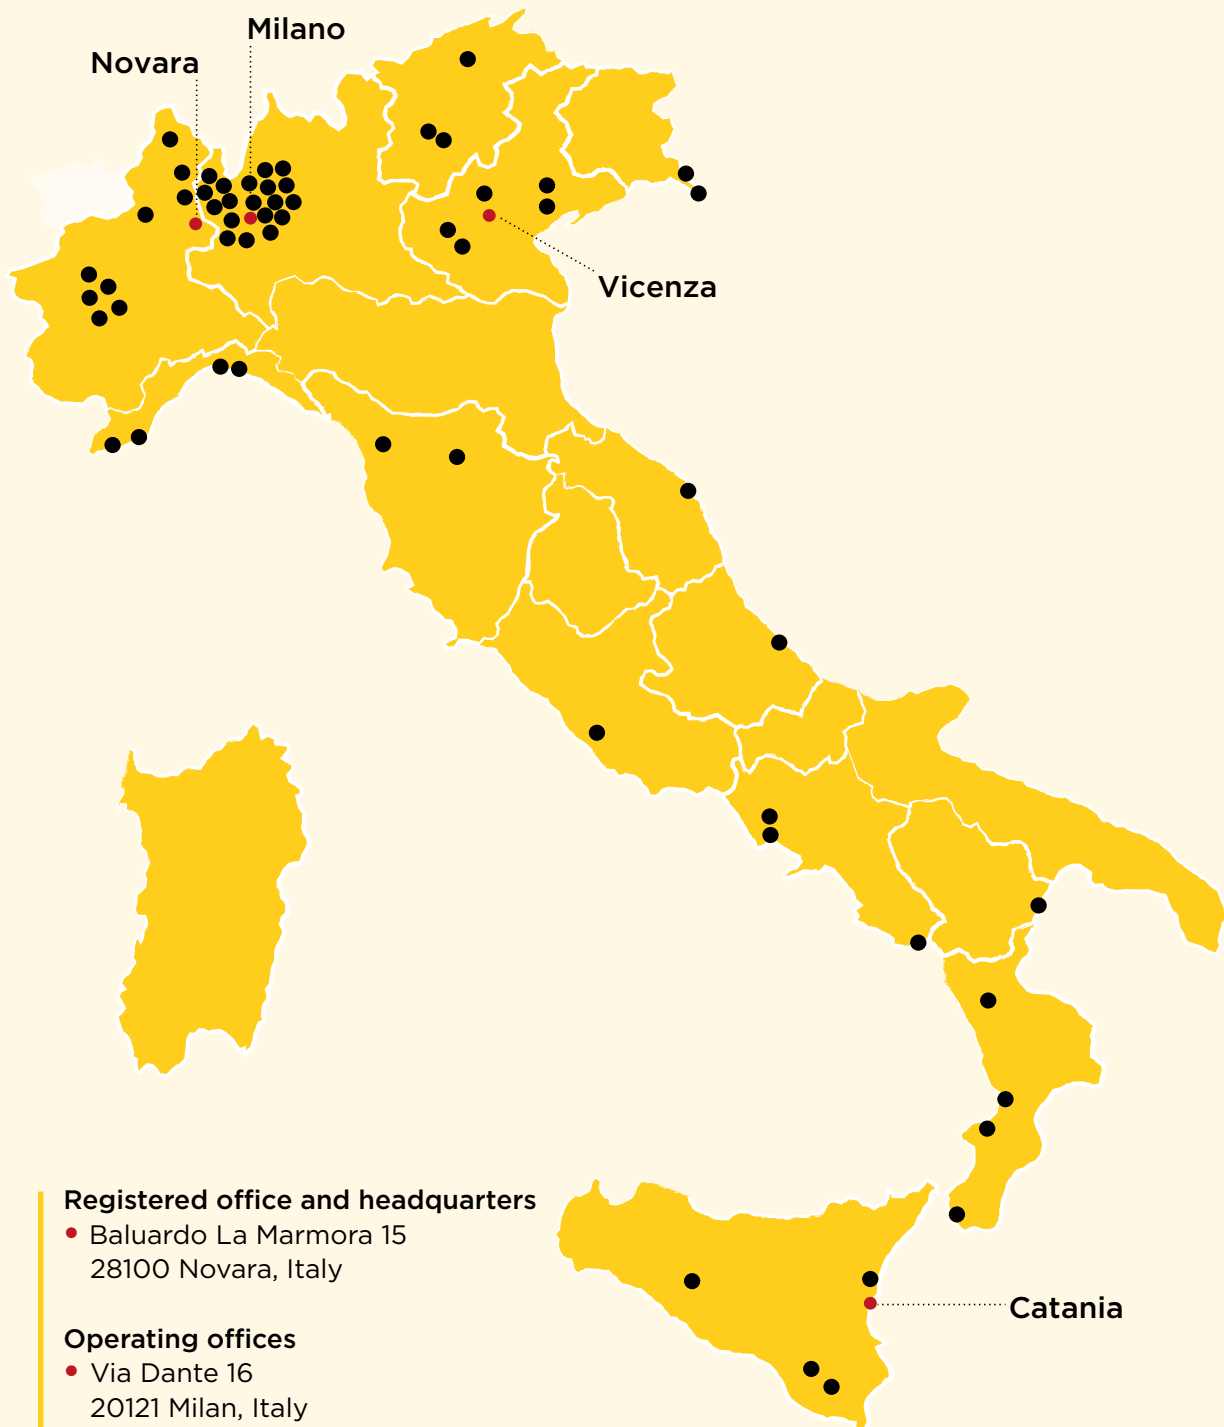 Milano
Novara
Vicenza
Registered office and headquarters
• Baluardo La Marmora 15
28100 Novara, Italy
Catania
Operating offices
• Via Dante 16
20121 Milan, Italy